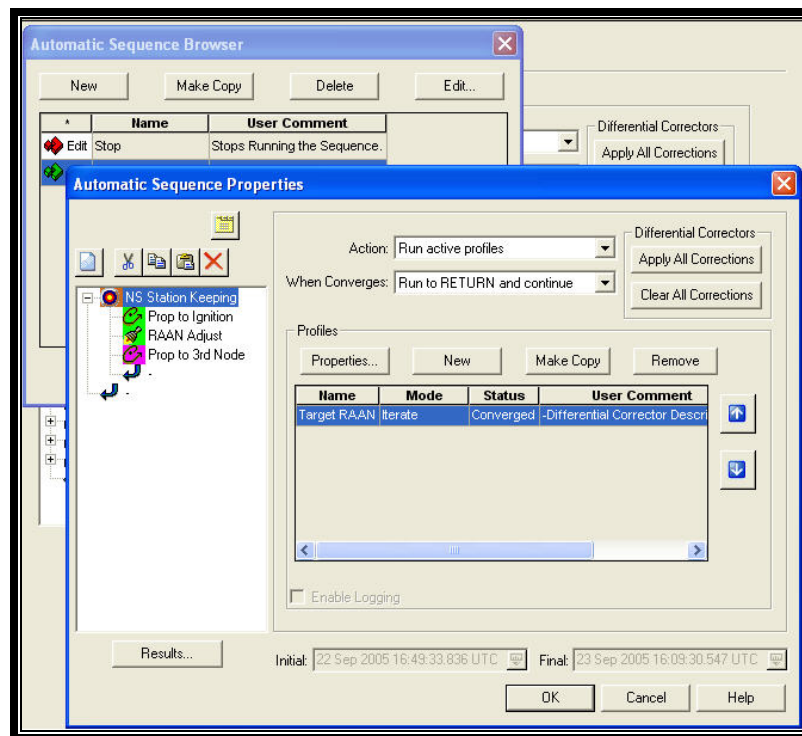 Automatic Sequence Browser
New
Make Copy
Delete
Edit...
Name
User Comment
Edit
Stop
Stops Running the Sequence.
Differential Correctors
Apply All Corrections
Automatic Sequence Properties
NS Station Keeping
Prop to Ignition
RAAN Adjust
Prop to 3rd Node
-
-
Results...
Action:
Run active profiles
When Converges:
Run to RETURN and continue
Differential Correctors
Apply All Corrections
Clear All Corrections
Profiles
Properties...
New
Make Copy
Remove
Name
Mode
Status
User Comment
Target RAAN
Iterate
Converged
-Differential Corrector Descri
Enable Logging
Initial:
22 Sep 2005 16:49:33.836 UTC
Final:
23 Sep 2005 16:09:30.547 UTC
OK
Cancel
Help